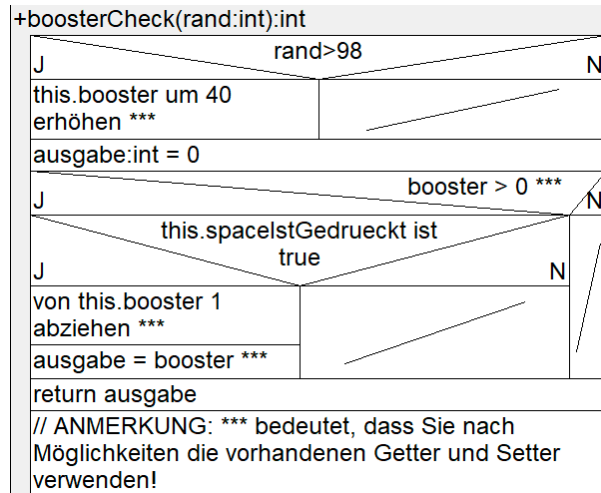 +boosterCheck(rand:int):int
rand>98
J
N
this.booster um 40
erhöhen ***
ausgabe:int = 0
booster > 0 ***
J
N
this.spaceIstGedrueckt ist
true
J
N
von this.booster 1
abziehen ***
ausgabe = booster ***
return ausgabe
// ANMERKUNG: *** bedeutet, dass Sie nach
Möglichkeiten die vorhandenen Getter und Setter
verwenden!